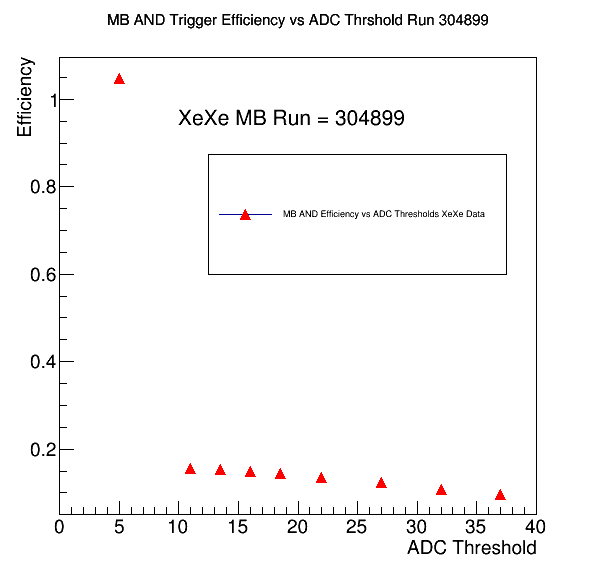 MB AND Trigger Efficiency vs ADC Thrshold Run 304899
Efficiency
1
0.8
0.6
0.4
0.2
XeXe MB Run = 304899
MB AND Efficiency vs ADC Thresholds XeXe Data
0 5 10 15 20 25 30 35 40
ADC Threshold